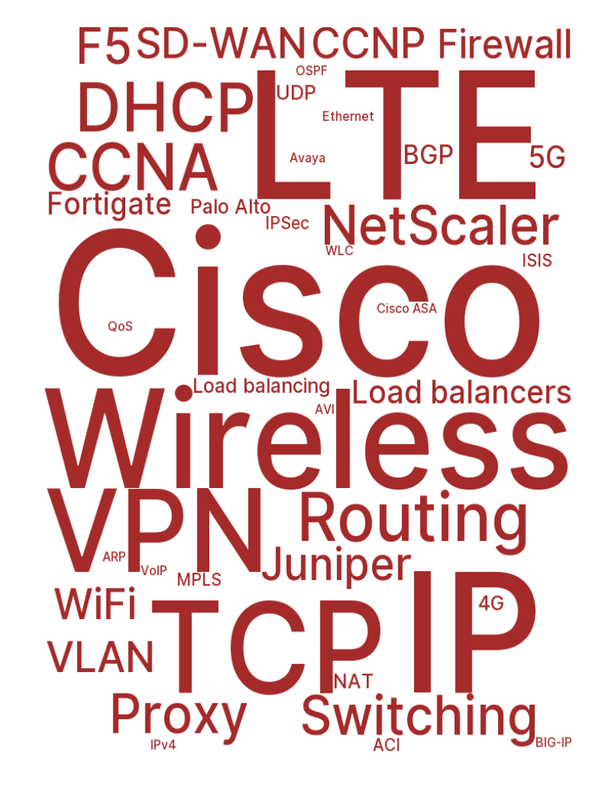 F5 SD-WAN CCNP Firewall
OSPF
DHCP LTE
UDP
Ethernet
CCNA Avaya BGP 5G
Fortigate Palo Alto
IPSec NetScaler
WLC
ISIS
Cisco
Cisco ASA
QoS
Load balancing Load balancers
AVI
Wireless
VPN Routing
ARP
VoIP
MPLS Juniper
WiFi TCP IP
4G
VLAN
NAT
Proxy Switching
IPv4 ACI BIG-IP